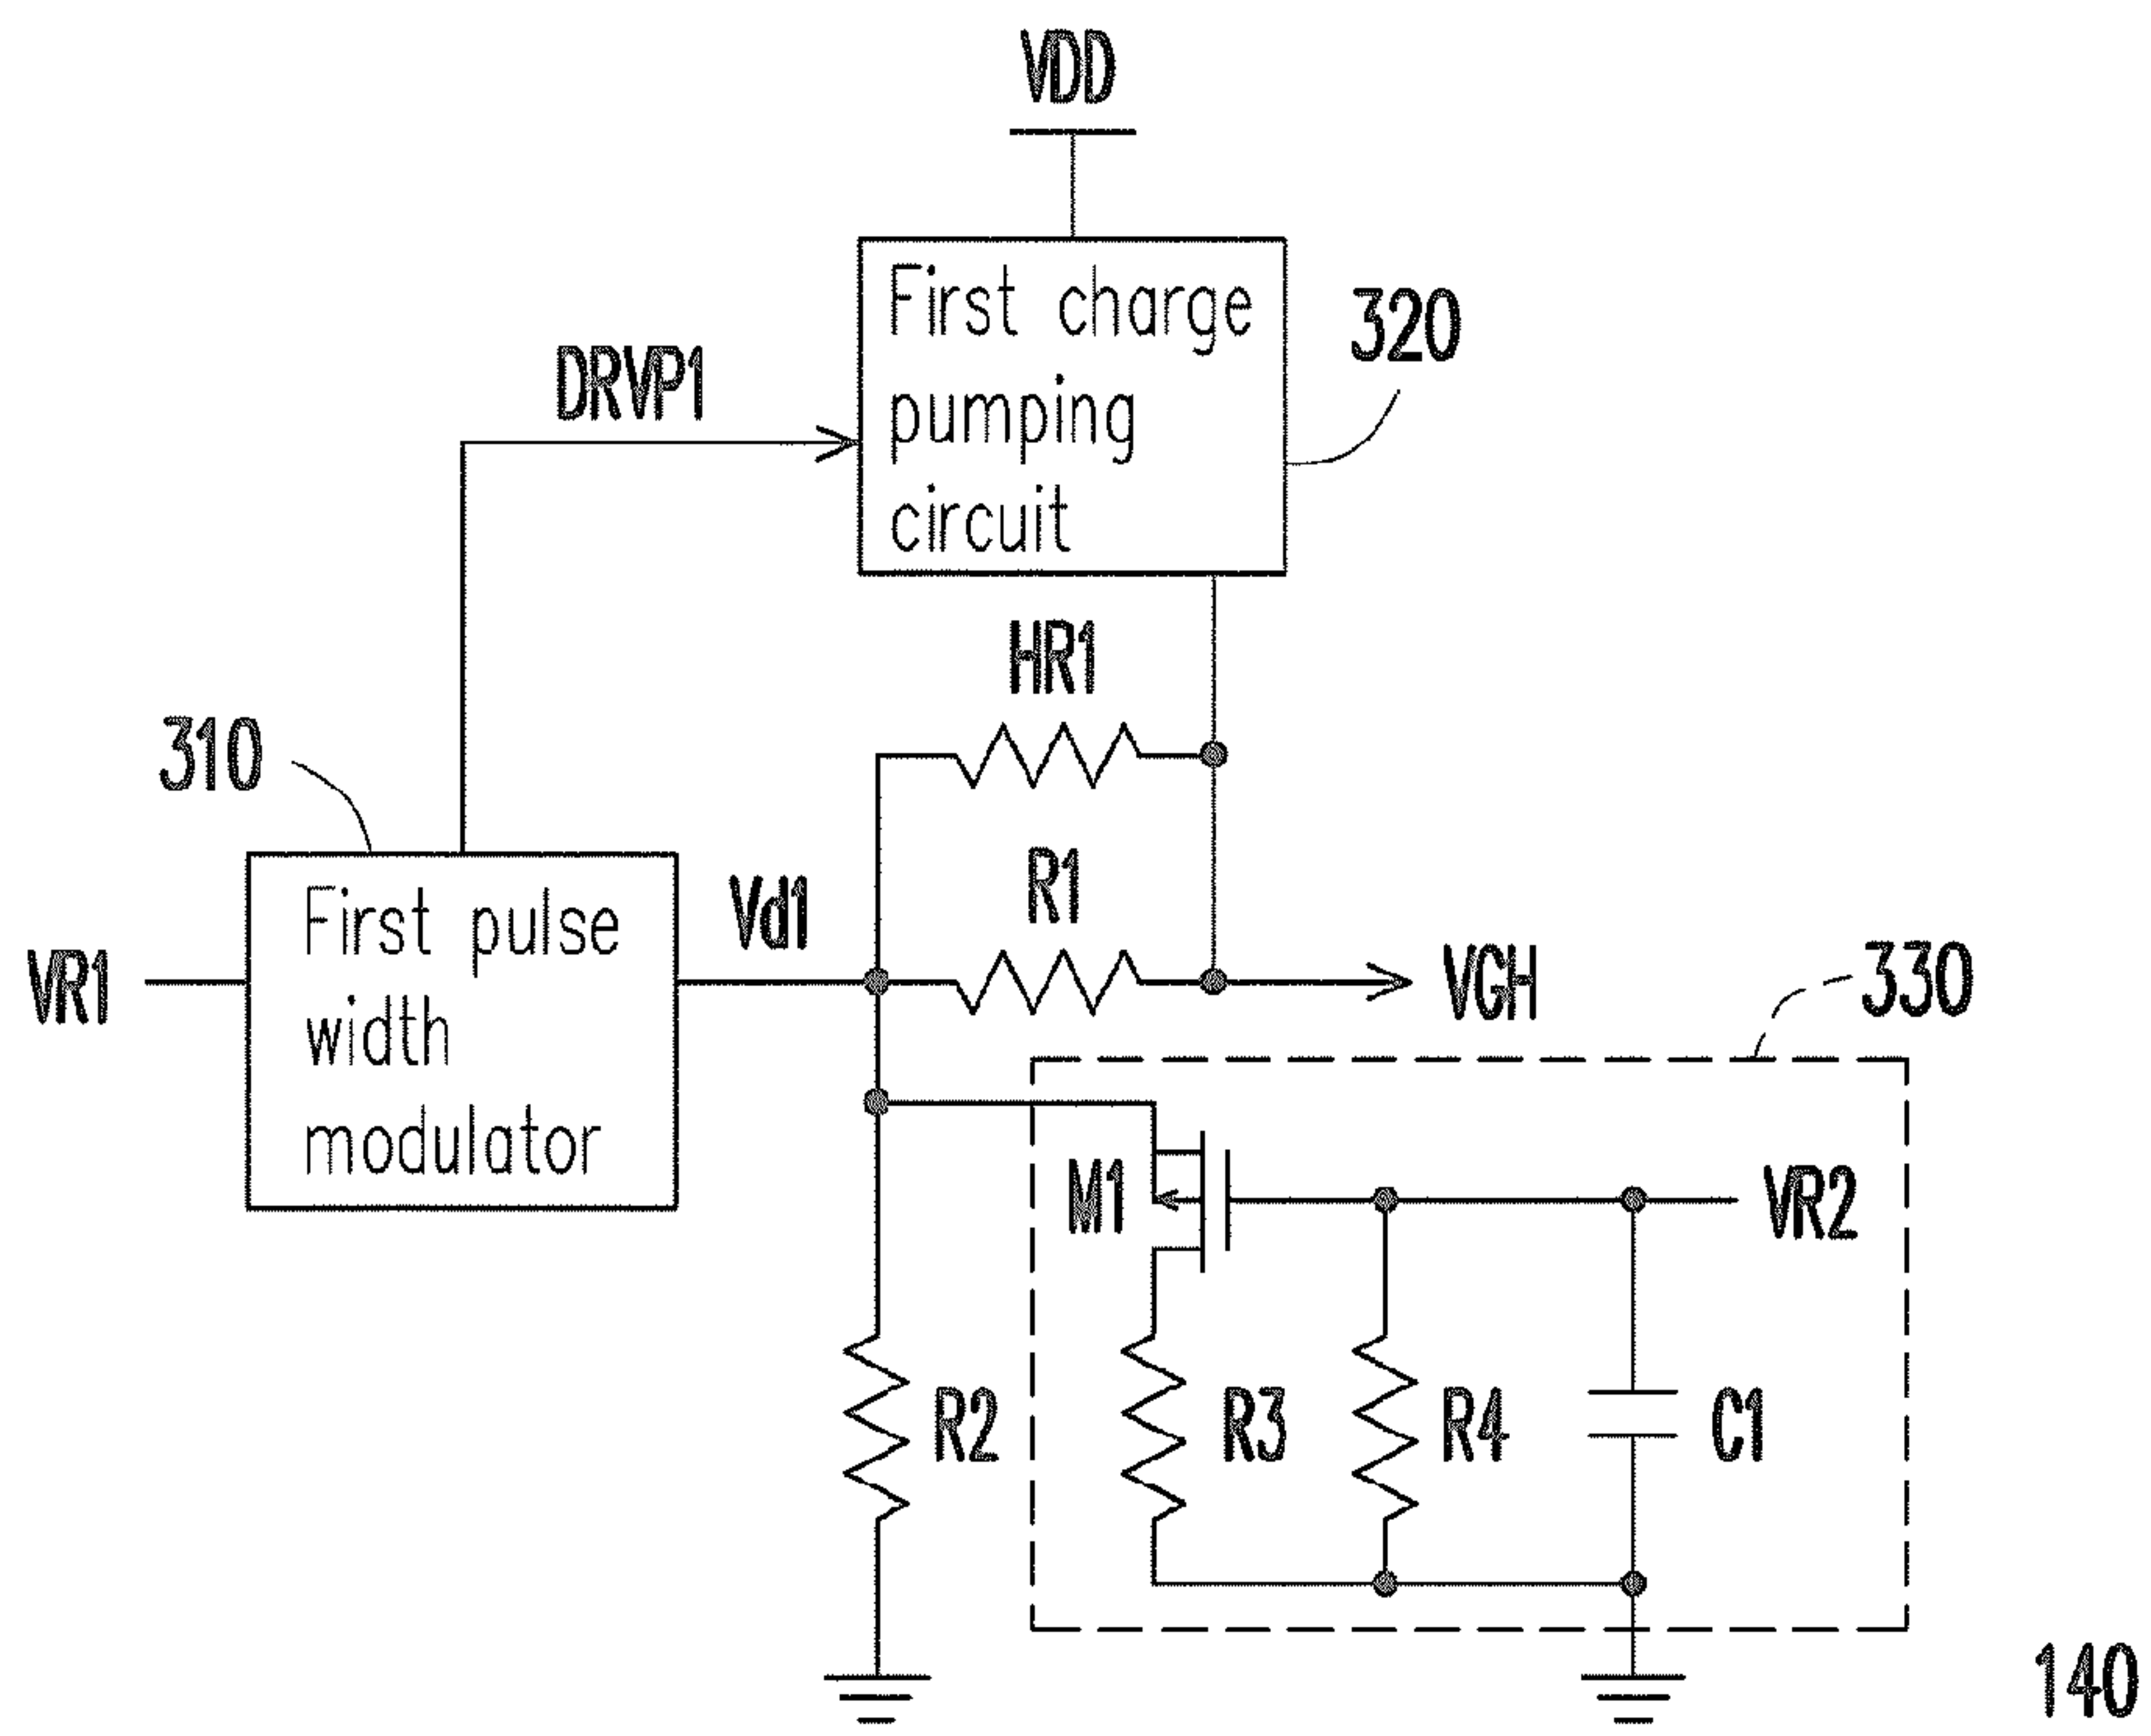 VDD
First charge
pumping
circuit
320
DRVP1
HR1
310
R1
First pulse
width
modulator
Vd1
VR1
VGH
330
M1
VR2
R2
R3
R4
C1
140